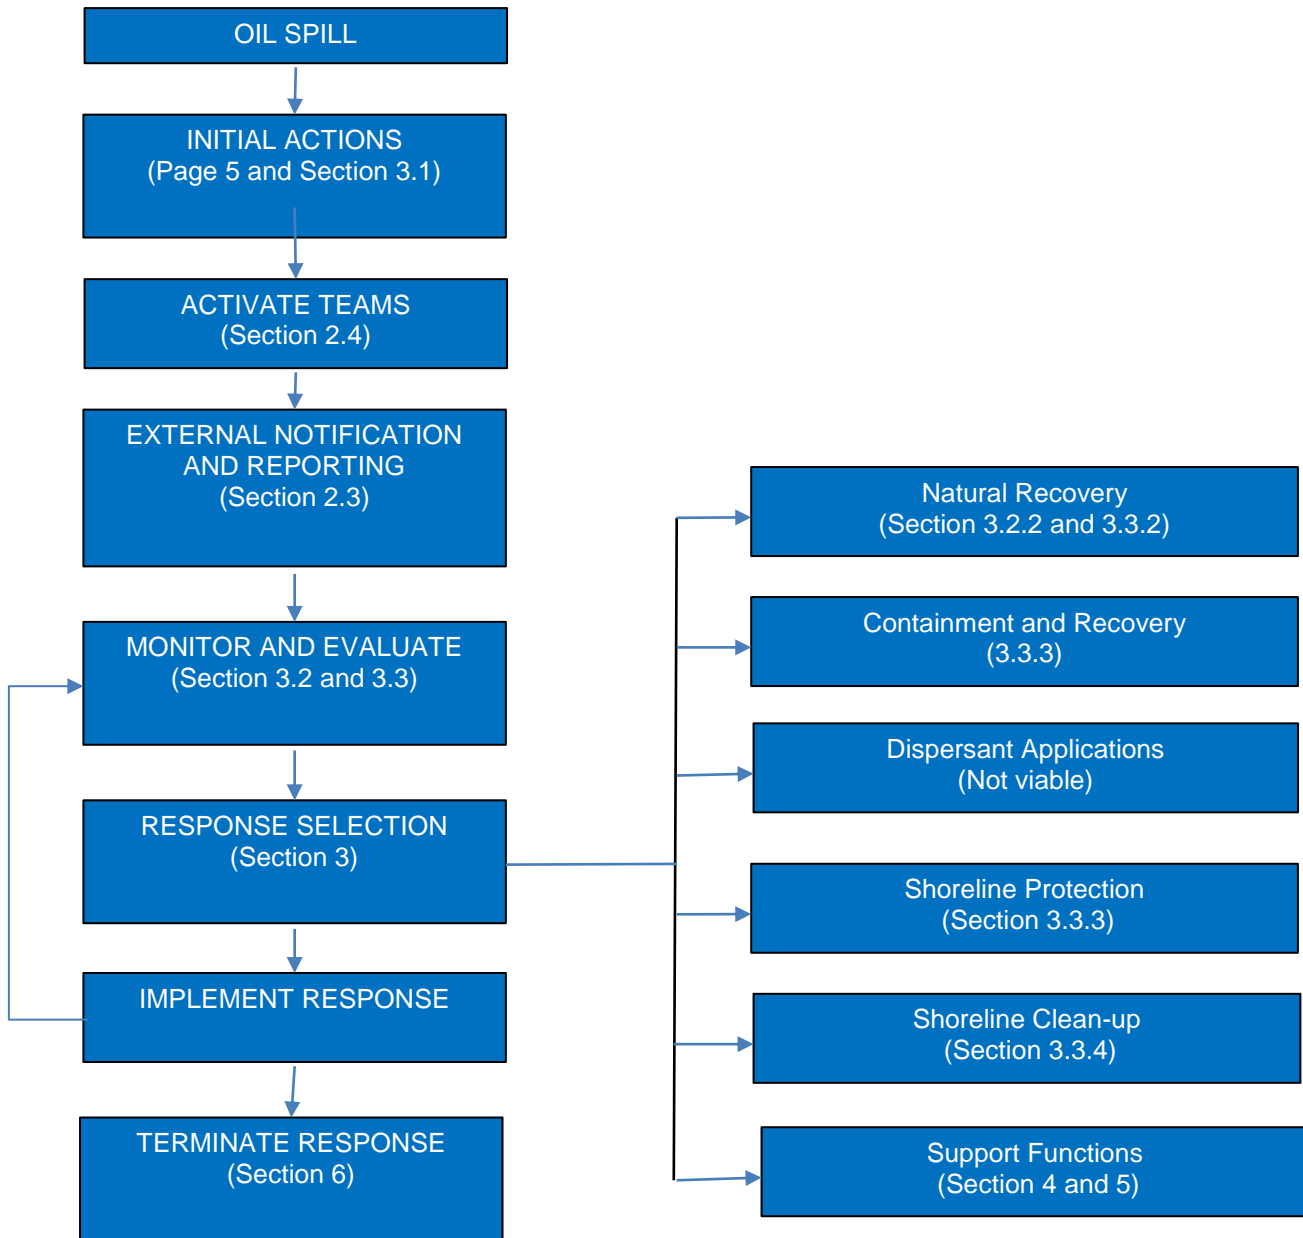 OIL SPILL
INITIAL ACTIONS
(Page 5 and Section 3.1)
ACTIVATE TEAMS
(Section 2.4)
EXTERNAL NOTIFICATION
AND REPORTING
(Section 2.3)
MONITOR AND EVALUATE
(Section 3.2 and 3.3)
RESPONSE SELECTION
(Section 3)
IMPLEMENT RESPONSE
TERMINATE RESPONSE
(Section 6)
Natural Recovery
(Section 3.2.2 and 3.3.2)
Containment and Recovery
(3.3.3)
Dispersant Applications
(Not viable)
Shoreline Protection
(Section 3.3.3)
Shoreline Clean-up
(Section 3.3.4)
Support Functions
(Section 4 and 5)